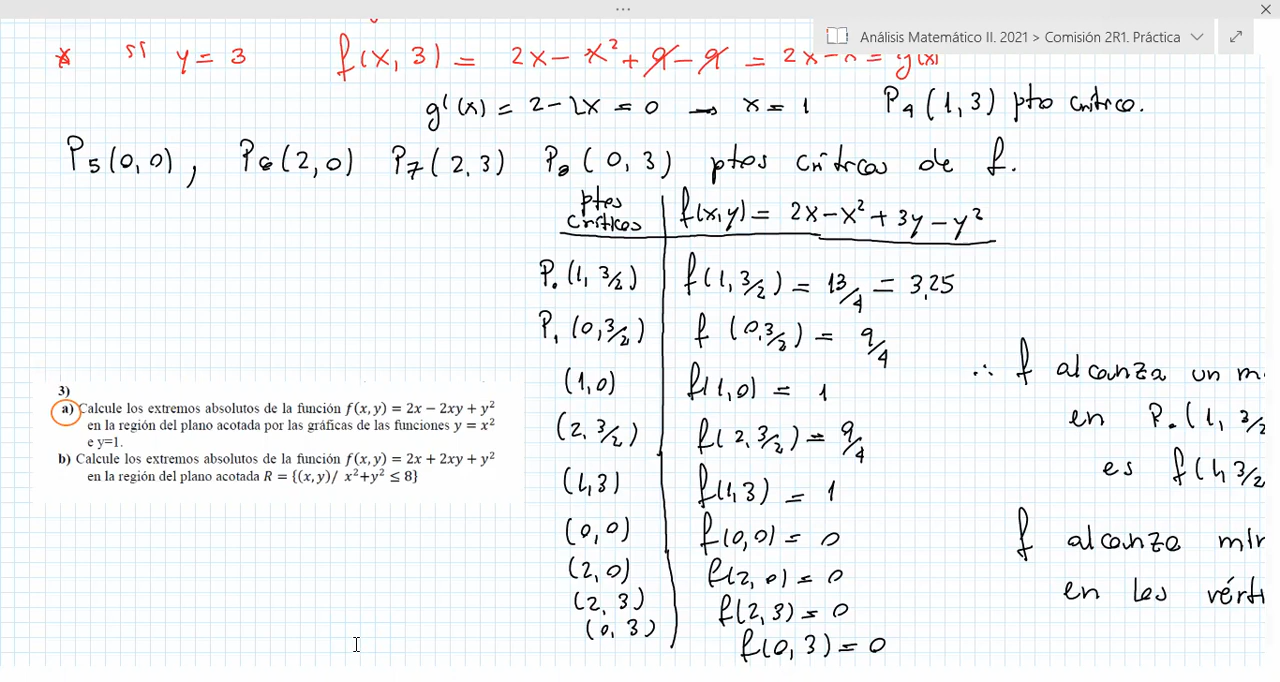 Análisis Matemático II. 2021 > Comisión 2R1. Práctica
* si y = 3 f(x, 3) = 2x - x² + 9 - 9 = 2x - x² = g(x)
g'(x) = 2 - 2x = 0 → x = 1 P4 (1, 3) pto crítico.
P5 (0, 0), P6 (2, 0) P7 (2, 3) P8 (0, 3) ptos críticos de f.
ptos críticos f(x,y) = 2x - x² + 3y - y²
P0 (1, 3/2) f(1, 3/2) = 13/4 = 3.25
P1 (0, 3/2) f (0, 3/2) = 9/4
(1, 0) f(1, 0) = 1
(2, 3/2) f(2, 3/2) = 9/4
(1, 3) f(1, 3) = 1
(0, 0) f(0, 0) = 0
(2, 0) f(2, 0) = 0
(2, 3) f(2, 3) = 0
(0, 3) f(0, 3) = 0
∴ f alcanza un m
en P0 (1, 3/2
es f(1, 3/2
f alcanza mín
en los vérti
3)
a) Calcule los extremos absolutos de la función f(x, y) = 2x − 2xy + y²
en la región del plano acotada por las gráficas de las funciones y = x²
e y=1.
b) Calcule los extremos absolutos de la función f(x, y) = 2x + 2xy + y²
en la región del plano acotada R = {(x, y)/ x²+y² ≤ 8}